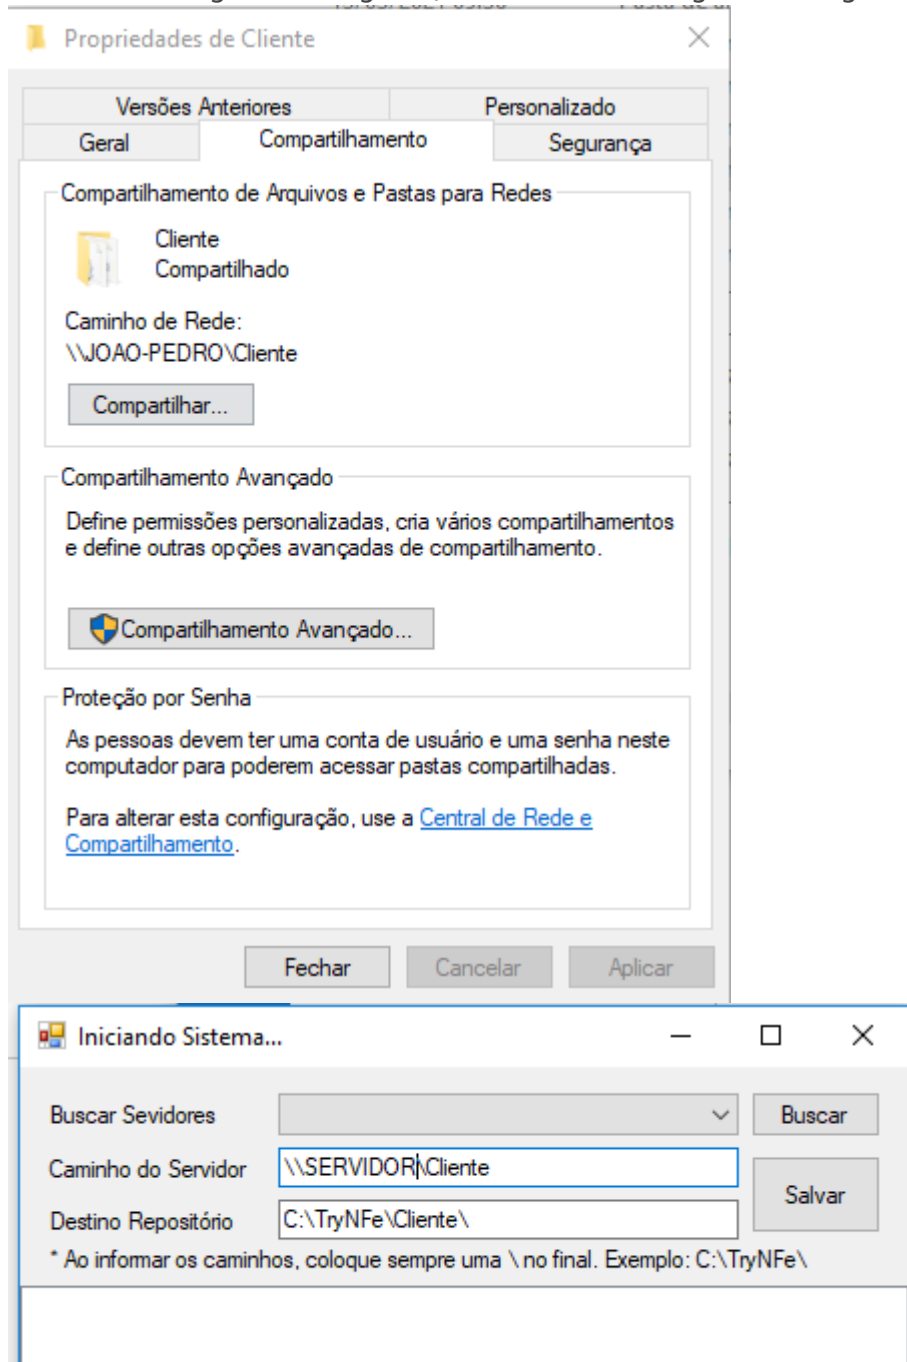 Propriedades de Cliente
Versões Anteriores
Personalizado
Geral
Compartilhamento
Segurança
Compartilhamento de Arquivos e Pastas para Redes
Cliente
Compartilhado
Caminho de Rede:
\\JOAO-PEDRO\Cliente
Compartilhar...
Compartilhamento Avançado
Define permissões personalizadas, cria vários compartilhamentos
e define outras opções avançadas de compartilhamento.
Compartilhamento Avançado...
Proteção por Senha
As pessoas devem ter uma conta de usuário e uma senha neste
computador para poderem acessar pastas compartilhadas.
Para alterar esta configuração, use a Central de Rede e
Compartilhamento.
Fechar
Cancelar
Aplicar
Iniciando Sistema...
Buscar Sevidores
Buscar
Caminho do Servidor
\\SERVIDOR\Cliente
Salvar
Destino Repositório
C:\TryNFe\Cliente\
* Ao informar os caminhos, coloque sempre uma \ no final. Exemplo: C:\TryNFe\